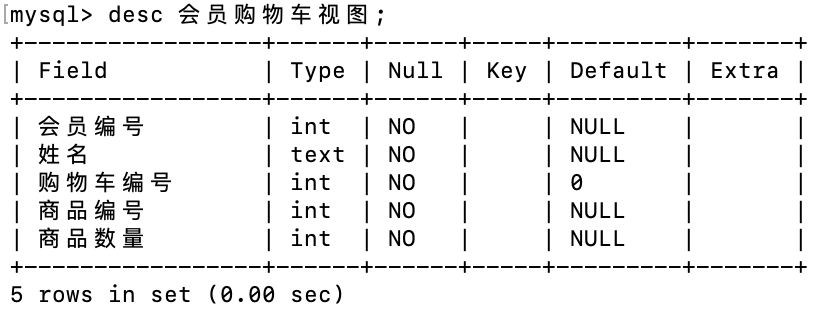 [mysql> desc 会员购物车视图;
+------------------+------+------+-----+---------+-------+
| Field            | Type | Null | Key | Default | Extra |
+------------------+------+------+-----+---------+-------+
| 会员编号         | int  | NO   |     | NULL    |       |
| 姓名             | text | NO   |     | NULL    |       |
| 购物车编号       | int  | NO   |     | 0       |       |
| 商品编号         | int  | NO   |     | NULL    |       |
| 商品数量         | int  | NO   |     | NULL    |       |
+------------------+------+------+-----+---------+-------+
5 rows in set (0.00 sec)